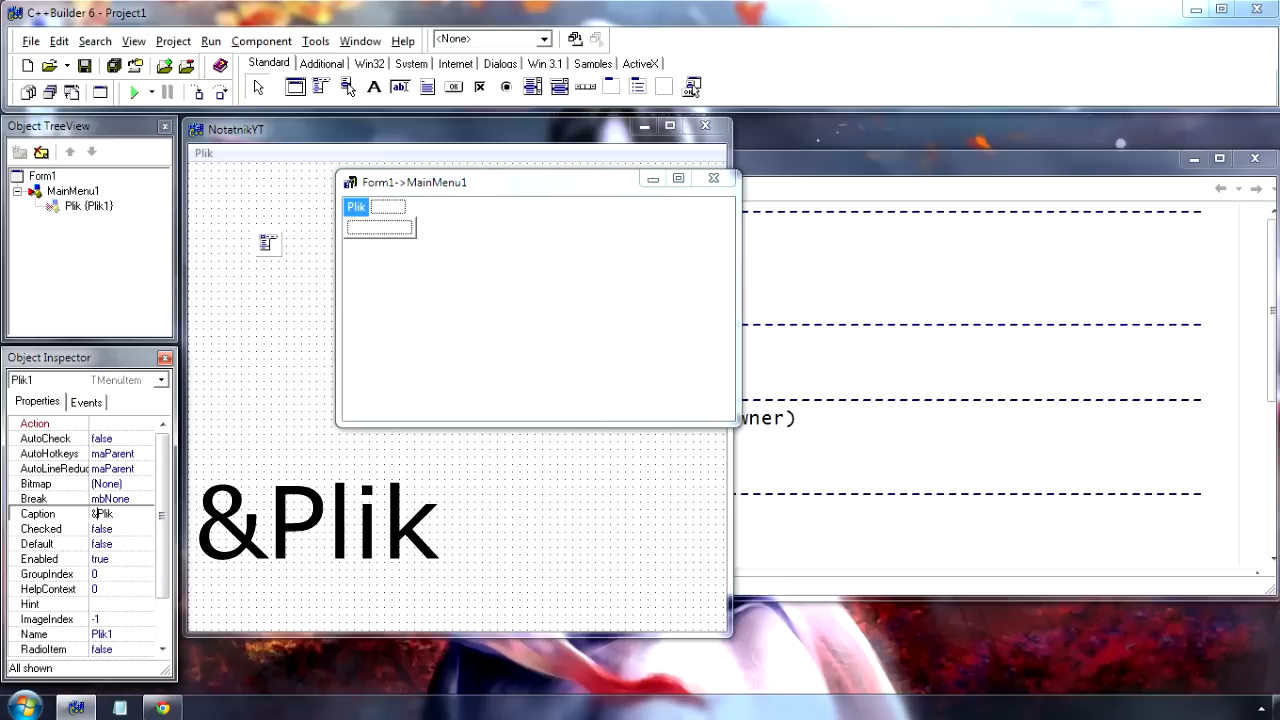 C++Builder 6 - Project1
File Edit Search View Project Run Component Tools Window Help
<None>
Standard Additional Win32 System Internet Dialogs Win 3.1 Samples ActiveX
Object TreeView
Form1
MainMenu1
Plik {Plik1}
NotatnikYT
Plik
Form1->MainMenu1
Plik
wner)
&Plik
Object Inspector
Plik1 TMenuItem
Properties Events
Action
AutoCheck false
AutoHotkeys maParent
AutoLineReduc maParent
Bitmap (None)
Break mbNone
Caption &Plik
Checked false
Default false
Enabled true
GroupIndex 0
HelpContext 0
Hint
ImageIndex -1
Name Plik1
RadioItem false
All shown